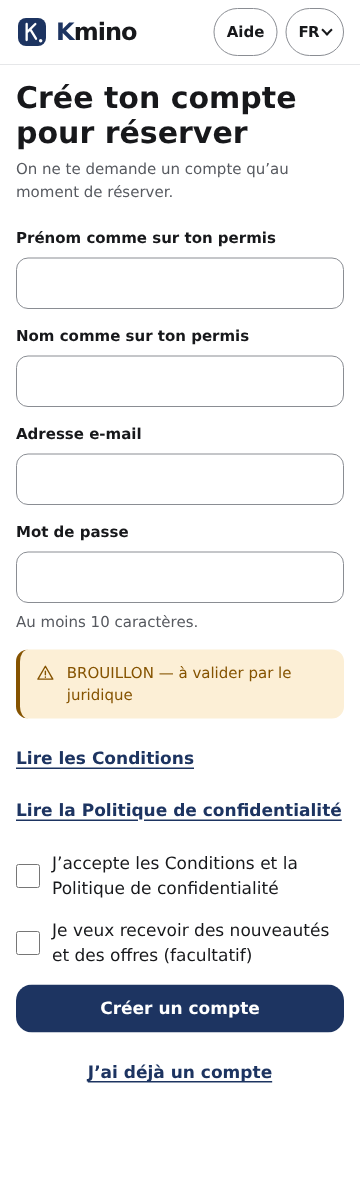 Kmino
Aide
FR
Crée ton compte
pour réserver
On ne te demande un compte qu’au
moment de réserver.
Prénom comme sur ton permis
Nom comme sur ton permis
Adresse e-mail
Mot de passe
Au moins 10 caractères.
BROUILLON — à valider par le
juridique
Lire les Conditions
Lire la Politique de confidentialité
J’accepte les Conditions et la
Politique de confidentialité
Je veux recevoir des nouveautés
et des offres (facultatif)
Créer un compte
J’ai déjà un compte